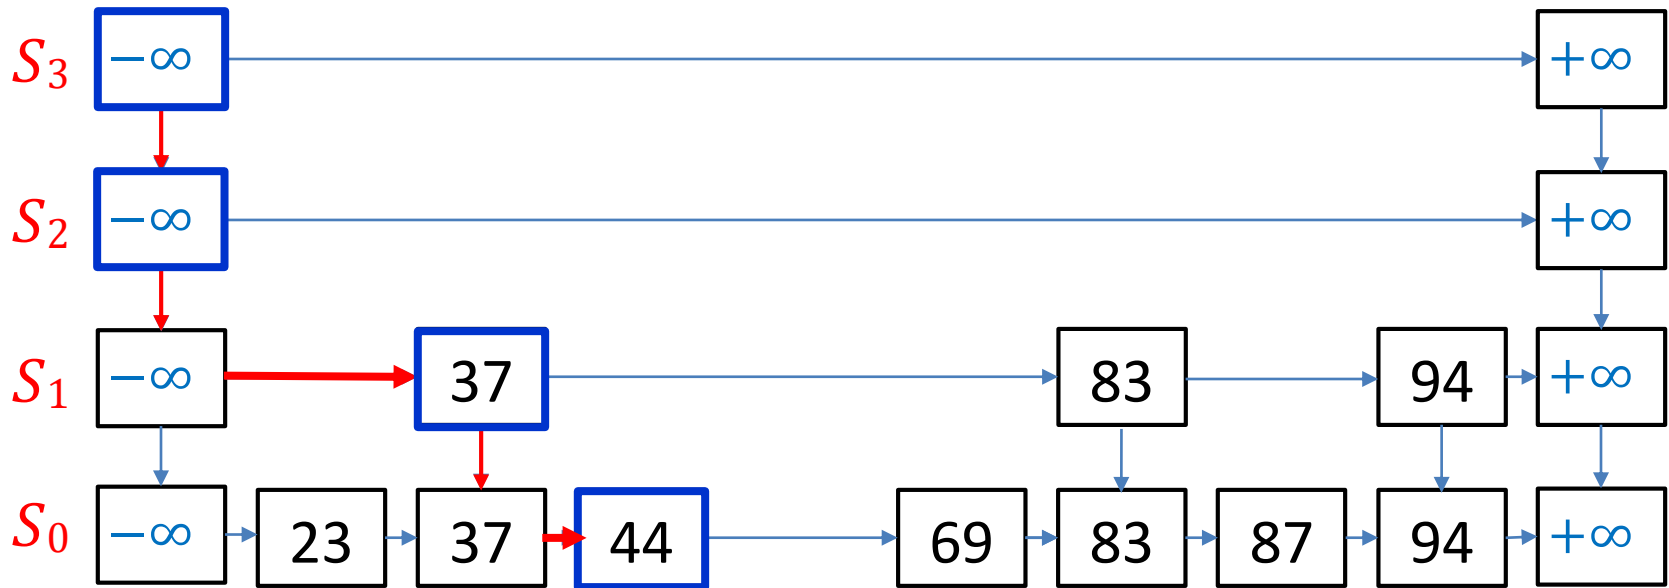 S₃ −∞ +∞
S₂ −∞ +∞
S₁ −∞ 37 83 94 +∞
S₀ −∞ 23 37 44 69 83 87 94 +∞